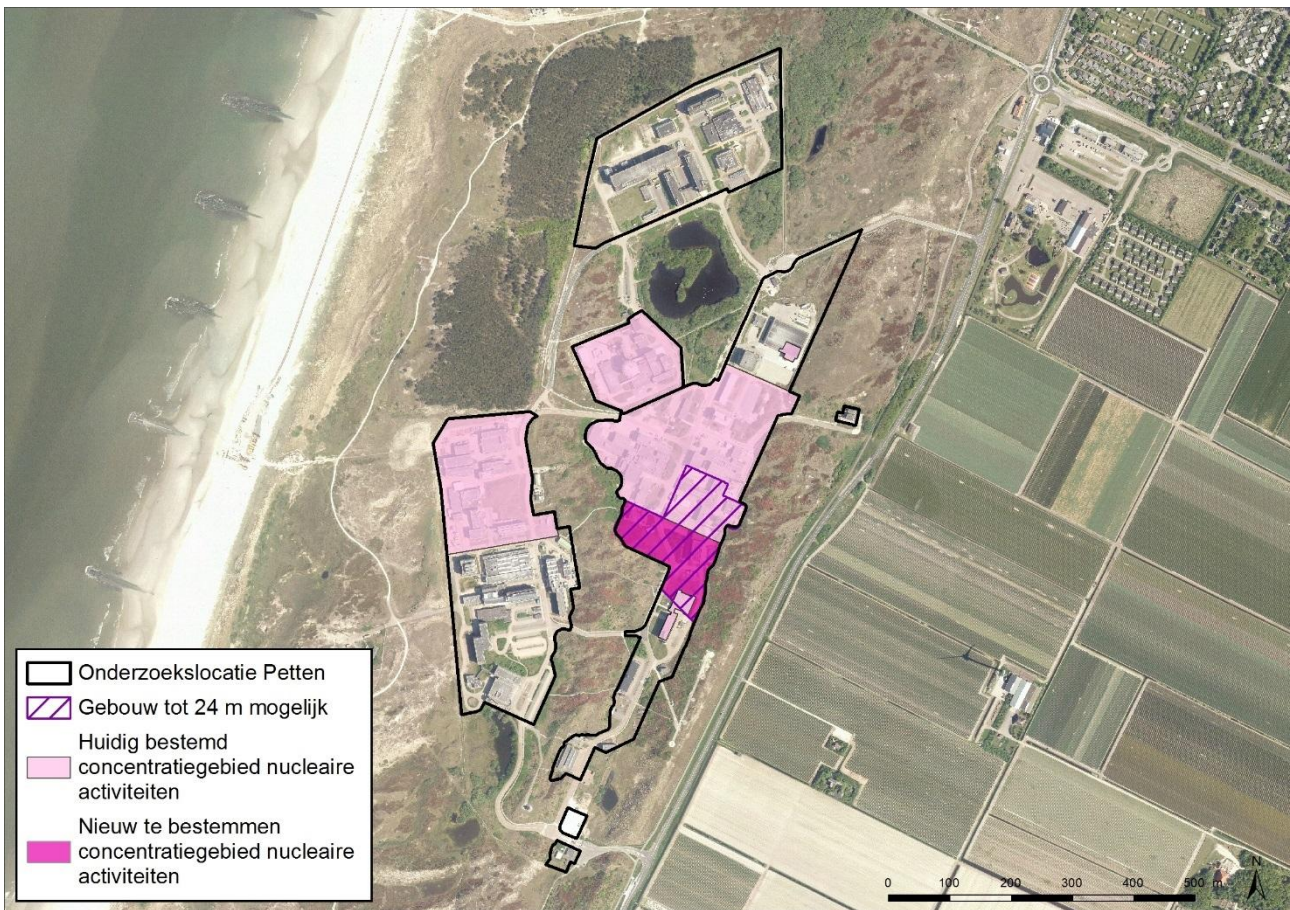 Onderzoekslocatie Petten
Gebouw tot 24 m mogelijk
Huidig bestemd
concentratiegebied nucleaire
activiteiten
Nieuw te bestemmen
concentratiegebied nucleaire
activiteiten
N
0 100 200 300 400 500 m